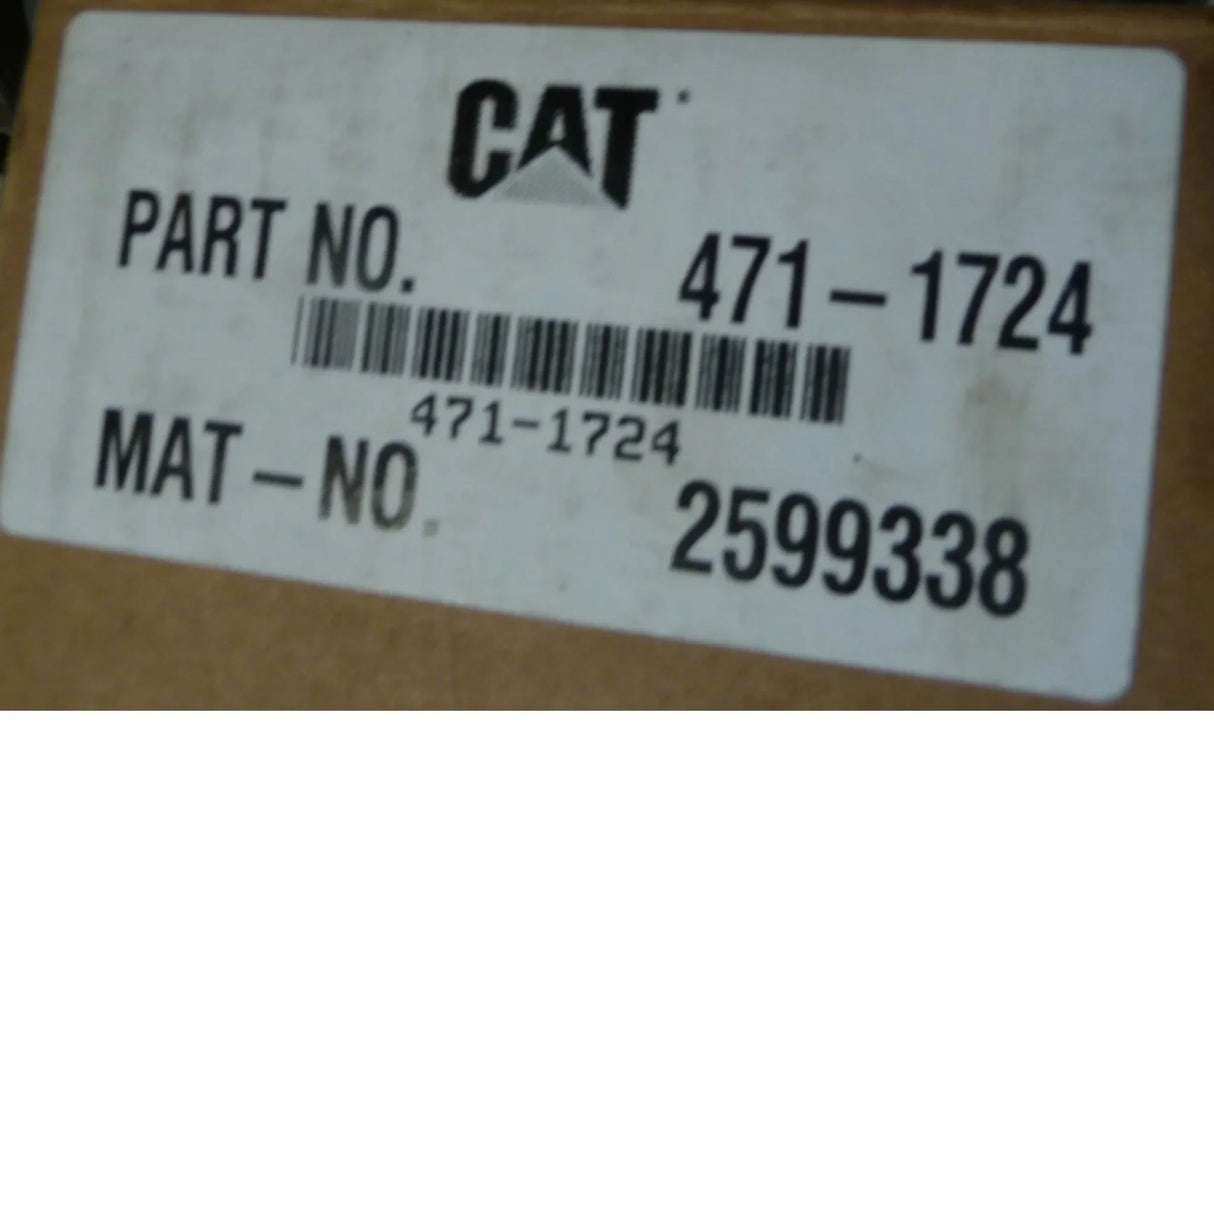 CAT
PART NO. 471-1724
471-1724
MAT-NO. 2599338